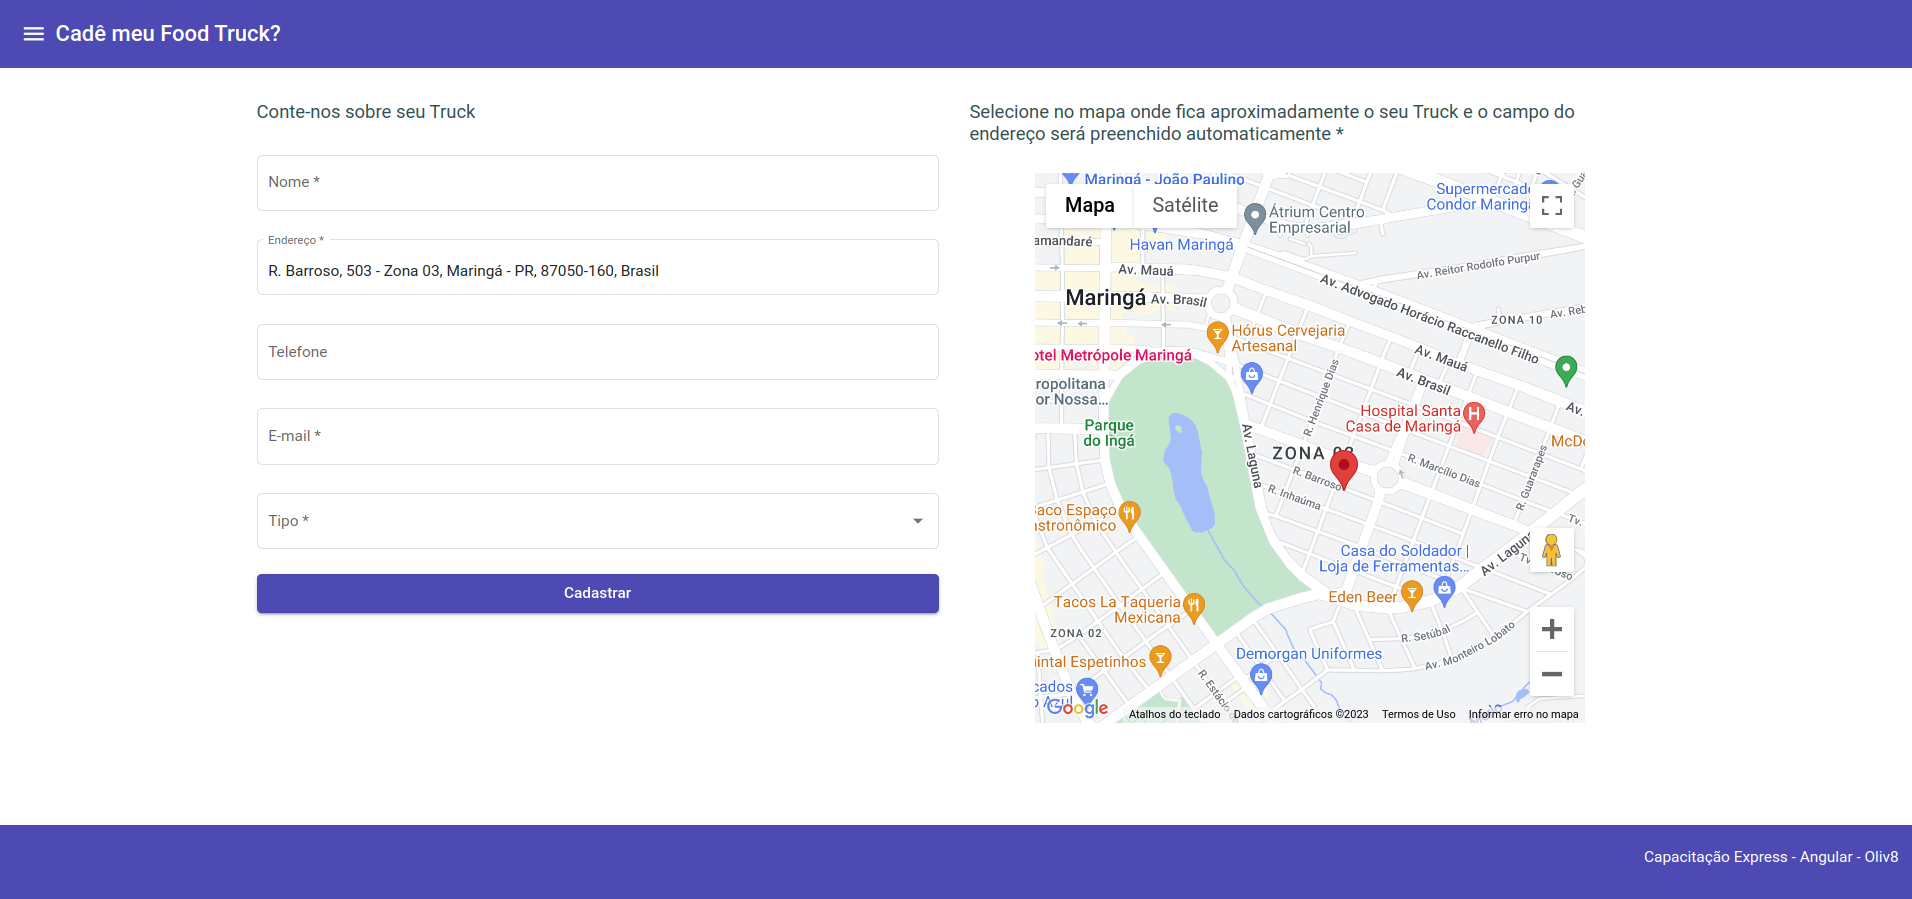 Cadê meu Food Truck?
Conte-nos sobre seu Truck
Nome *
Endereço *
R. Barroso, 503 - Zona 03, Maringá - PR, 87050-160, Brasil
Telefone
E-mail *
Tipo *
Cadastrar
Selecione no mapa onde fica aproximadamente o seu Truck e o campo do
endereço será preenchido automaticamente *
Maringá - João Paulino
Mapa
Satélite
Átrium Centro
Empresarial
Supermercado
Condor Maringá
amandaré
Havan Maringá
Av. Mauá
Av. Reitor Rodolfo Purpur
Maringá
Av. Brasil
Av. Advogado Horácio Raccanello Filho
ZONA 10
Av. Reb
Hórus Cervejaria
Artesanal
otel Metrópole Maringá
Av. Mauá
Av. Brasil
ropolitana
or Nossa...
R. Henrique Dias
Av.
Hospital Santa
Casa de Maringá
Parque
do Ingá
Av. Laguna
McDo
ZONA
R. Barroso
R. Inhaúma
R. Marcílio Dias
R. Guararapes
Baco Espaço
astronômico
Tv.
Casa do Soldador |
Loja de Ferramentas...
Av. Laguna
Eden Beer
Tacos La Taqueria
Mexicana
ZONA 02
R. Setúbal
Av. Monteiro Lobato
Demorgan Uniformes
uintal Espetinhos
R. Estácio
cados
Azul
Google
Atalhos do teclado
Dados cartográficos ©2023
Termos de Uso
Informar erro no mapa
Capacitação Express - Angular - Oliv8